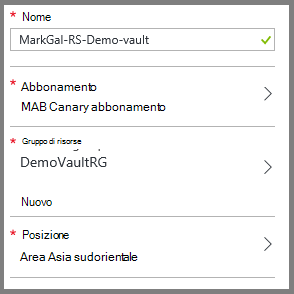 * Nome
MarkGal-RS-Demo-vault
* Abbonamento
MAB Canary abbonamento
* Gruppo di risorse
DemoVaultRG
Nuovo
* Posizione
Area Asia sudorientale